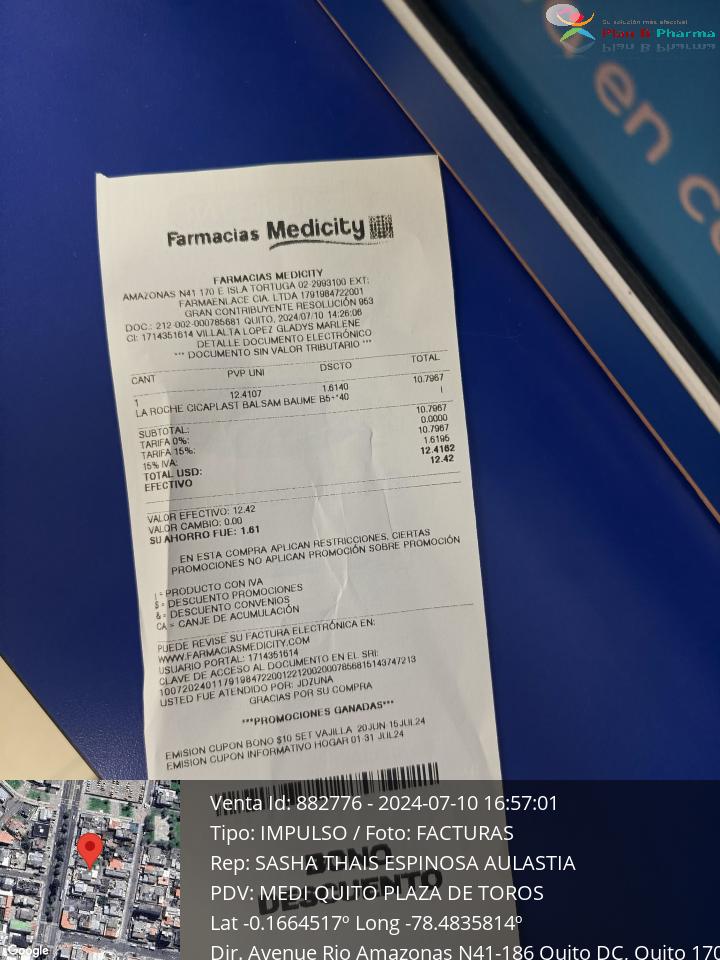 Su solución más efectiva!
Plan B Pharma
en
Farmacias Medicity
FARMACIAS MEDICITY
AMAZONAS N41 170 E ISLA TORTUGA 02-2993100 EXT:
FARMAENLACE CIA. LTDA 1791984722001
GRAN CONTRIBUYENTE RESOLUCIÓN 953
DOC.: 212-002-000785681 QUITO, 2024/07/10 14:26:06
CI: 1714351614 VILLALTA LOPEZ GLADYS MARLENE
DETALLE DOCUMENTO ELECTRÓNICO
*** DOCUMENTO SIN VALOR TRIBUTARIO ***
CANT PVP UNI DSCTO TOTAL
1 12.4107 1.6140 10.7967
LA ROCHE CICAPLAST BALSAM BAUME B5+*40 I
SUBTOTAL: 10.7967
TARIFA 0%: 0.0000
TARIFA 15%: 10.7967
15% IVA: 1.6195
TOTAL USD: 12.4162
EFECTIVO 12.42
VALOR EFECTIVO: 12.42
VALOR CAMBIO: 0.00
SU AHORRO FUE: 1.61
EN ESTA COMPRA APLICAN RESTRICCIONES, CIERTAS
PROMOCIONES NO APLICAN PROMOCIÓN SOBRE PROMOCIÓN
I = PRODUCTO CON IVA
$ = DESCUENTO PROMOCIONES
& = DESCUENTO CONVENIOS
CA = CANJE DE ACUMULACIÓN
PUEDE REVISE SU FACTURA ELECTRÓNICA EN:
WWW.FARMACIASMEDICITY.COM
USUARIO PORTAL: 1714351614
CLAVE DE ACCESO AL DOCUMENTO EN EL SRI:
1007202401179198472200122120020007856815143747213
USTED FUE ATENDIDO POR: JDZUNA
GRACIAS POR SU COMPRA
***PROMOCIONES GANADAS***
EMISION CUPON BONO $10 SET VAJILLA 20JUN-15JUL24
EMISION CUPON INFORMATIVO HOGAR 01-31 JUL24
BONO
DESCUENTO
Venta Id: 882776 - 2024-07-10 16:57:01
Tipo: IMPULSO / Foto: FACTURAS
Rep: SASHA THAIS ESPINOSA AULASTIA
PDV: MEDI QUITO PLAZA DE TOROS
Lat -0.1664517º Long -78.4835814º
Dir. Avenue Rio Amazonas N41-186 Quito DC, Quito 170
Google